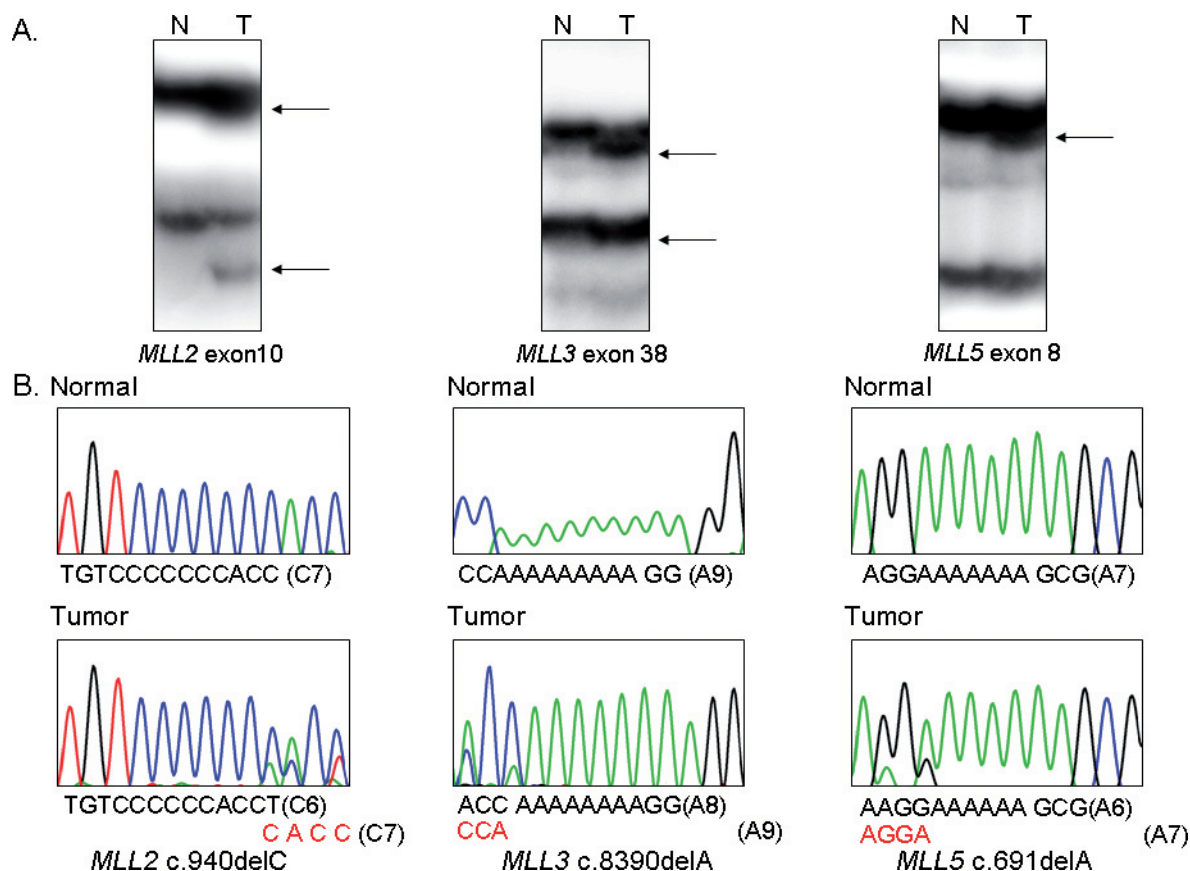 A.
N T
N T
N T
MLL2 exon10
MLL3 exon 38
MLL5 exon 8
B. Normal
Normal
Normal
TGTCCCCCCCACC (C7)
CCAAAAAAAAA GG (A9)
AGGAAAAAAA GCG(A7)
Tumor
Tumor
Tumor
TGTCCCCCCACCT(C6)
ACC AAAAAAAAGG(A8)
AAGGAAAAAA GCG(A6)
C A C C (C7)
CCA (A9)
AGGA (A7)
MLL2 c.940delC
MLL3 c.8390delA
MLL5 c.691delA